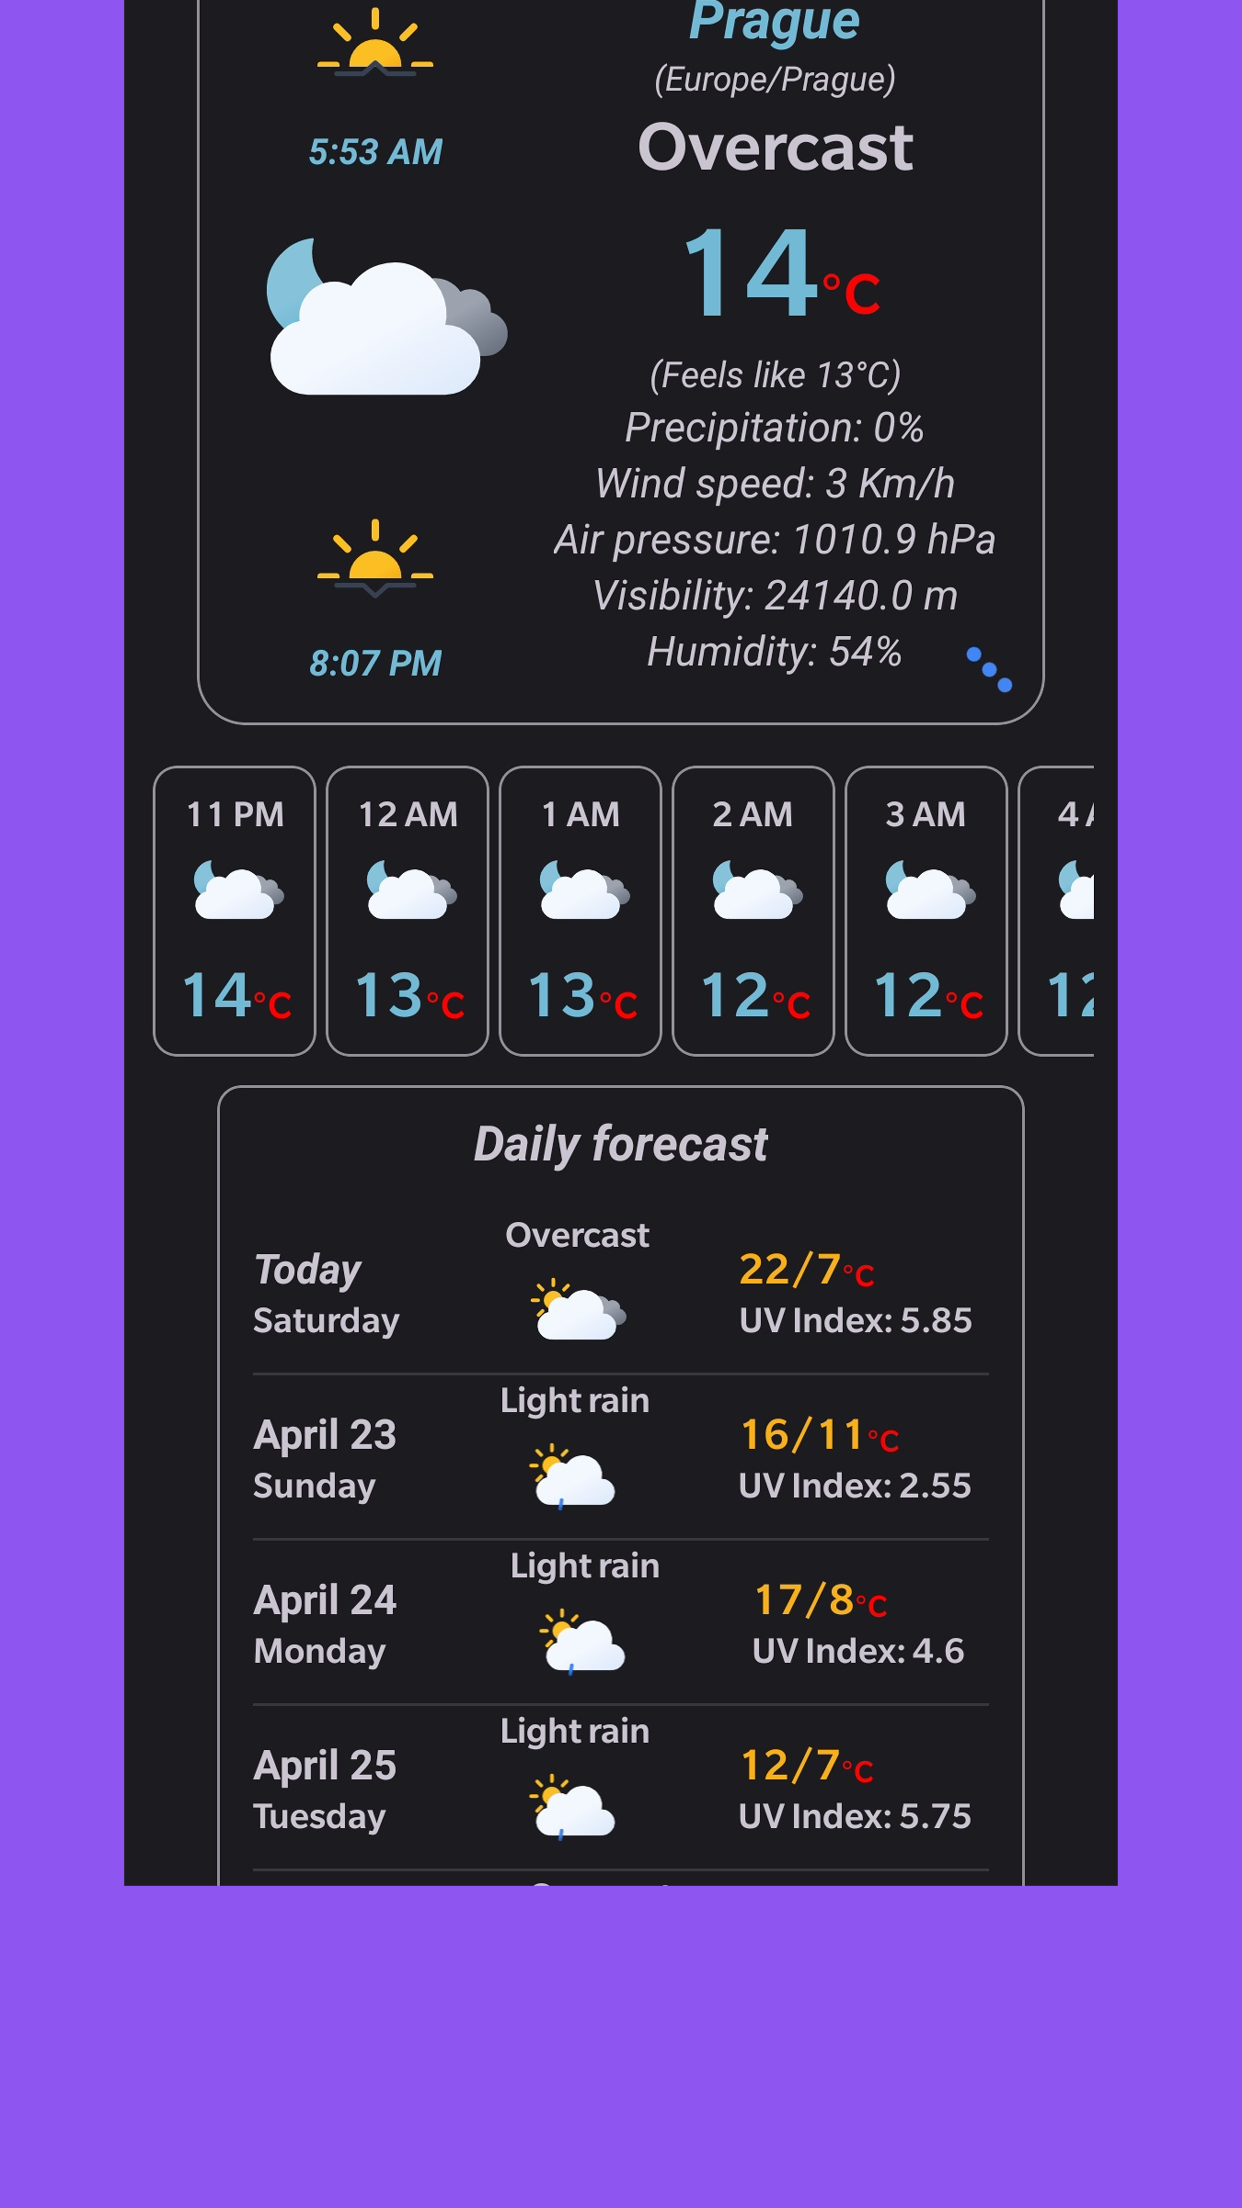 Prague
(Europe/Prague)
5:53 AM
Overcast
14°C
(Feels like 13°C)
Precipitation: 0%
Wind speed: 3 Km/h
Air pressure: 1010.9 hPa
Visibility: 24140.0 m
Humidity: 54%
8:07 PM
11 PM
12 AM
1 AM
2 AM
3 AM
4
14°C
13°C
13°C
12°C
12°C
Daily forecast
Overcast
Today
22/7°C
Saturday
UV Index: 5.85
Light rain
April 23
16/11°C
Sunday
UV Index: 2.55
Light rain
April 24
17/8°C
Monday
UV Index: 4.6
Light rain
April 25
12/7°C
Tuesday
UV Index: 5.75